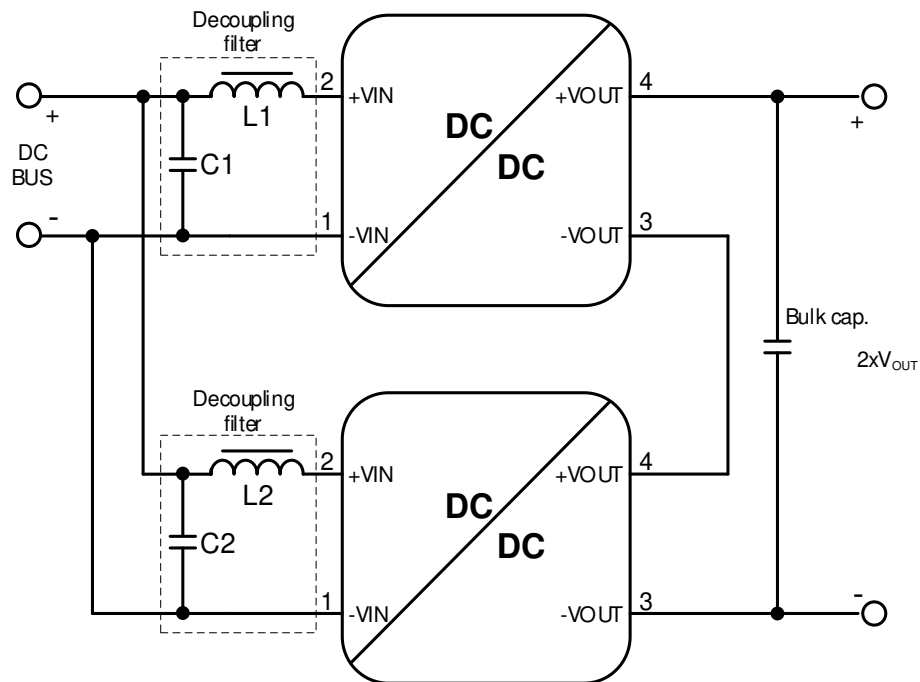 Decoupling
filter
2
+VIN
+VOUT
4
+
L1
DC
+
DC
BUS
C1
DC
-
1
-VIN
-VOUT
3
Bulk cap.
2xVOUT
Decoupling
filter
2
+VIN
+VOUT
4
L2
DC
C2
DC
1
-VIN
-VOUT
3
-